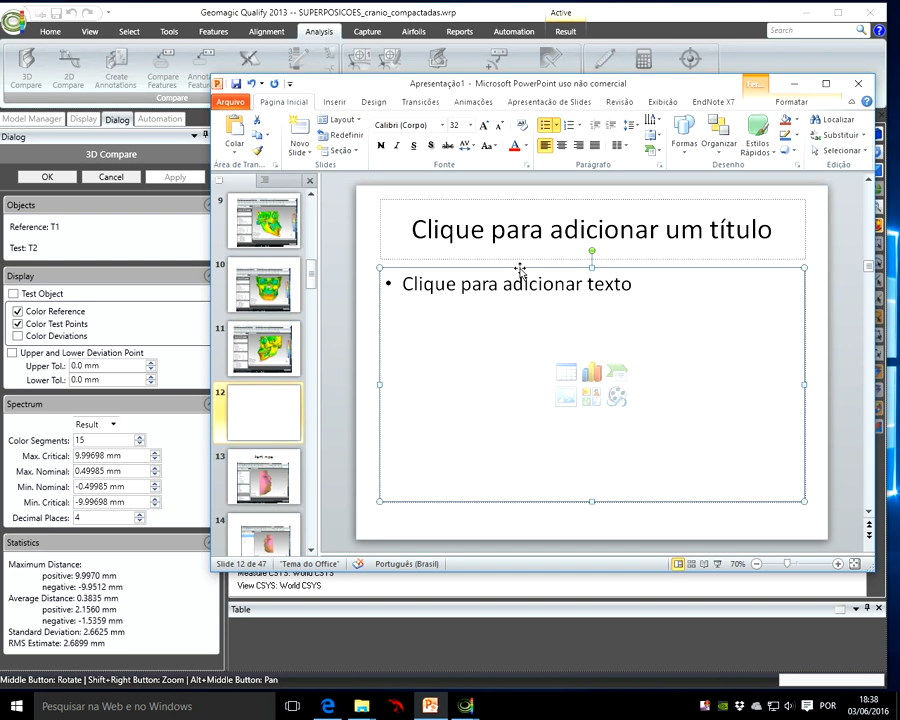 Geomagic Qualify 2013 -- SUPERPOSICOES_cranio_compactadas.wrp
Active
Home View Select Tools Features Alignment Analysis Capture Airfoils Reports Automation Result
Search
3D Compare
2D Compare
Create Annotations
Compare Features
Compare
Model Manager Display Dialog Automation
Dialog
3D Compare
OK Cancel Apply
Objects
Reference: T1
Test: T2
Display
Test Object
Color Reference
Color Test Points
Color Deviations
Upper and Lower Deviation Point
Upper Tol.: 0.0 mm
Lower Tol.: 0.0 mm
Spectrum
Result
Color Segments: 15
Max. Critical: 9.99698 mm
Max. Nominal: 0.49985 mm
Min. Nominal: -0.49985 mm
Min. Critical: -9.99698 mm
Decimal Places: 4
Statistics
Maximum Distance:
positive: 9.9970 mm
negative: -9.9512 mm
Average Distance: 0.3835 mm
positive: 2.1560 mm
negative: -1.5359 mm
Standard Deviation: 2.6625 mm
RMS Estimate: 2.6899 mm
Apresentação1 - Microsoft PowerPoint uso não comercial
Fer...
Arquivo Página Inicial Inserir Design Transições Animações Apresentação de Slides Revisão Exibição EndNote X7 Formatar
Colar
Novo Slide
Layout
Redefinir
Seção
Calibri (Corpo) 32
Formas Organizar Estilos Rápidos
Localizar
Substituir
Selecionar
Área de Tran... Slides Fonte Parágrafo Desenho Edição
9
10
11
12
13
14
Clique para adicionar um título
• Clique para adicionar texto
Slide 12 de 47 "Tema do Office" Português (Brasil) 70%
View CSYS: World CSYS
Table
Middle Button: Rotate | Shift+Right Button: Zoom | Alt+Middle Button: Pan
Pesquisar na Web e no Windows
POR
18:38
03/06/2016